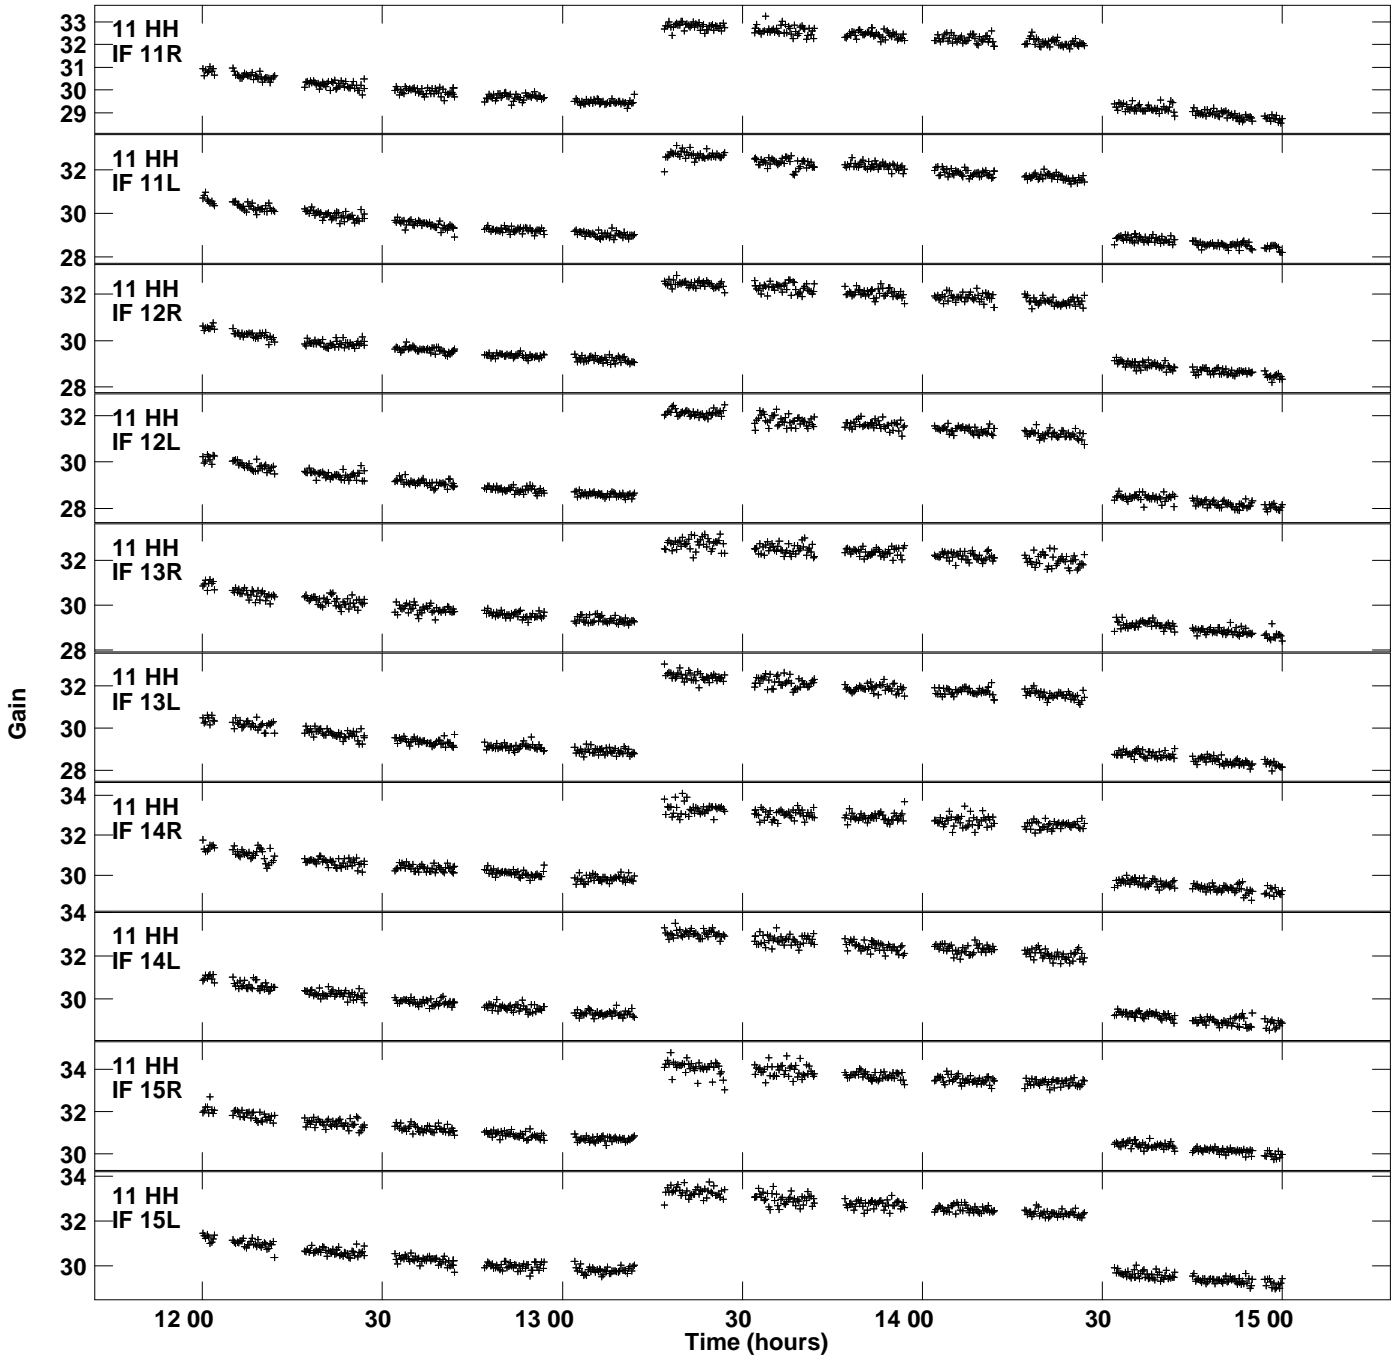 33
32
31
30
29
11 HH
IF 11R
32
30
28
11 HH
IF 11L
32
30
28
11 HH
IF 12R
32
30
28
11 HH
IF 12L
32
30
28
11 HH
IF 13R
32
30
28
11 HH
IF 13L
34
32
30
11 HH
IF 14R
34
32
30
11 HH
IF 14L
34
32
30
11 HH
IF 15R
34
32
30
11 HH
IF 15L
Gain
12 00 30 13 00 30 14 00 30 15 00
Time (hours)